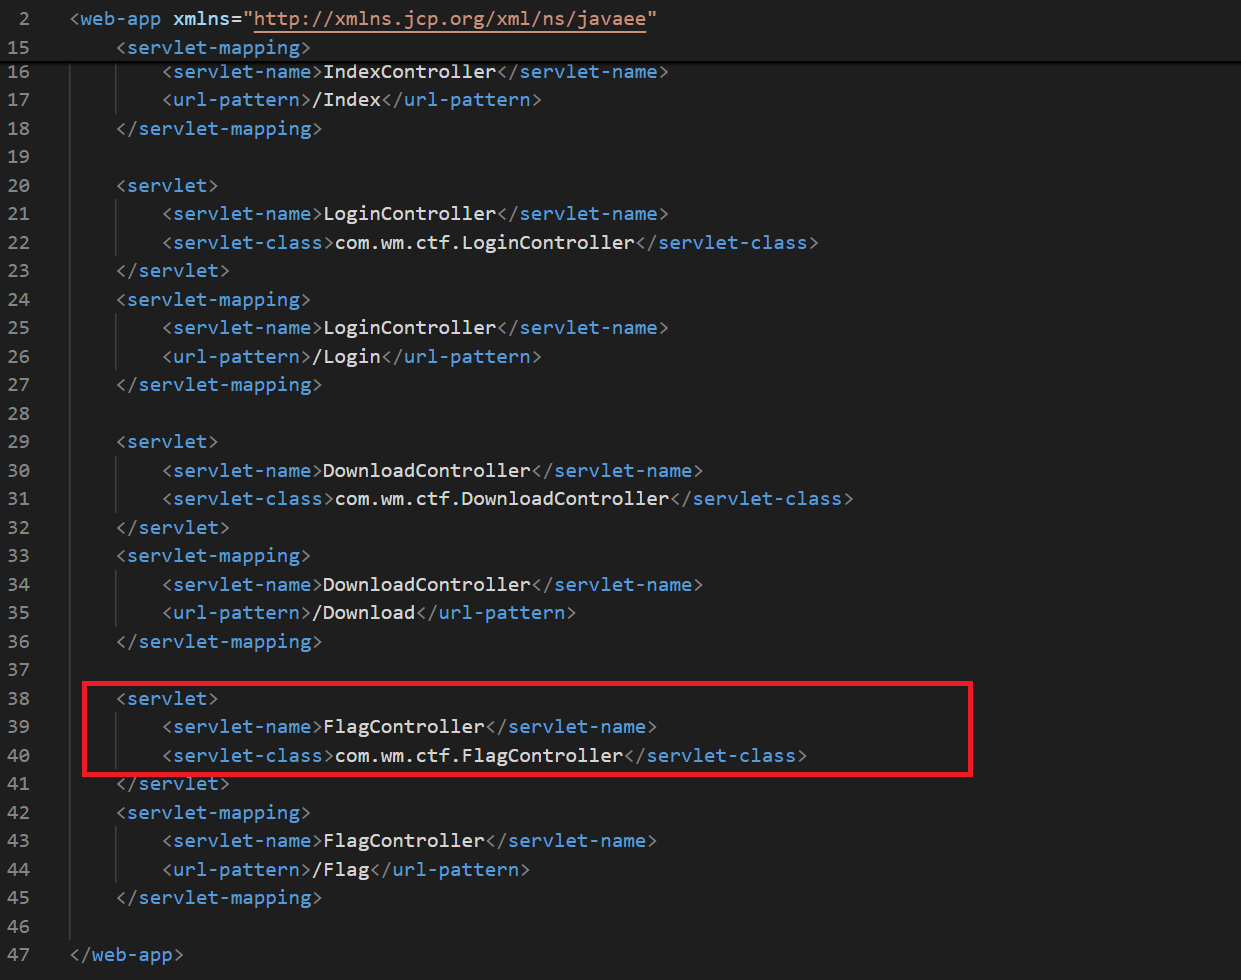 2 <web-app xmlns="http://xmlns.jcp.org/xml/ns/javaee"
15 <servlet-mapping>
16 <servlet-name>IndexController</servlet-name>
17 <url-pattern>/Index</url-pattern>
18 </servlet-mapping>
19
20 <servlet>
21 <servlet-name>LoginController</servlet-name>
22 <servlet-class>com.wm.ctf.LoginController</servlet-class>
23 </servlet>
24 <servlet-mapping>
25 <servlet-name>LoginController</servlet-name>
26 <url-pattern>/Login</url-pattern>
27 </servlet-mapping>
28
29 <servlet>
30 <servlet-name>DownloadController</servlet-name>
31 <servlet-class>com.wm.ctf.DownloadController</servlet-class>
32 </servlet>
33 <servlet-mapping>
34 <servlet-name>DownloadController</servlet-name>
35 <url-pattern>/Download</url-pattern>
36 </servlet-mapping>
37
38 <servlet>
39 <servlet-name>FlagController</servlet-name>
40 <servlet-class>com.wm.ctf.FlagController</servlet-class>
41 </servlet>
42 <servlet-mapping>
43 <servlet-name>FlagController</servlet-name>
44 <url-pattern>/Flag</url-pattern>
45 </servlet-mapping>
46
47 </web-app>